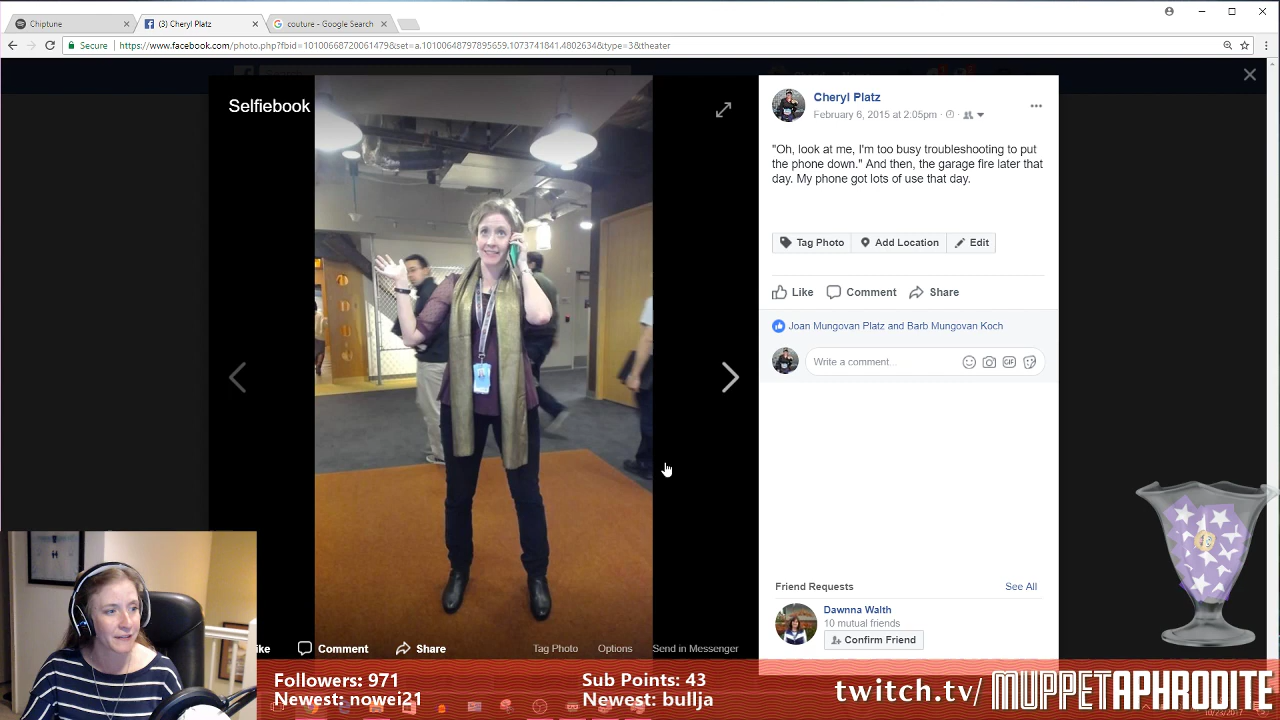 Chiptune
(3) Cheryl Platz
couture - Google Search
Secure
https://www.facebook.com/photo.php?fbid=10100668720061479&set=a.10100648797895659.1073741841.4802634&type=3&theater
Selfiebook
Cheryl Platz
February 6, 2015 at 2:05pm
"Oh, look at me, I'm too busy troubleshooting to put
the phone down." And then, the garage fire later that
day. My phone got lots of use that day.
Tag Photo
Add Location
Edit
Like
Comment
Share
Joan Mungovan Platz and Barb Mungovan Koch
Write a comment...
GIF
Friend Requests
See All
Dawnna Walth
10 mutual friends
Confirm Friend
ike
Comment
Share
Tag Photo
Options
Send in Messenger
Followers: 971
Newest: nowei21
Sub Points: 43
Newest: bullja
twitch.tv/ MUPPETAPHRODITE